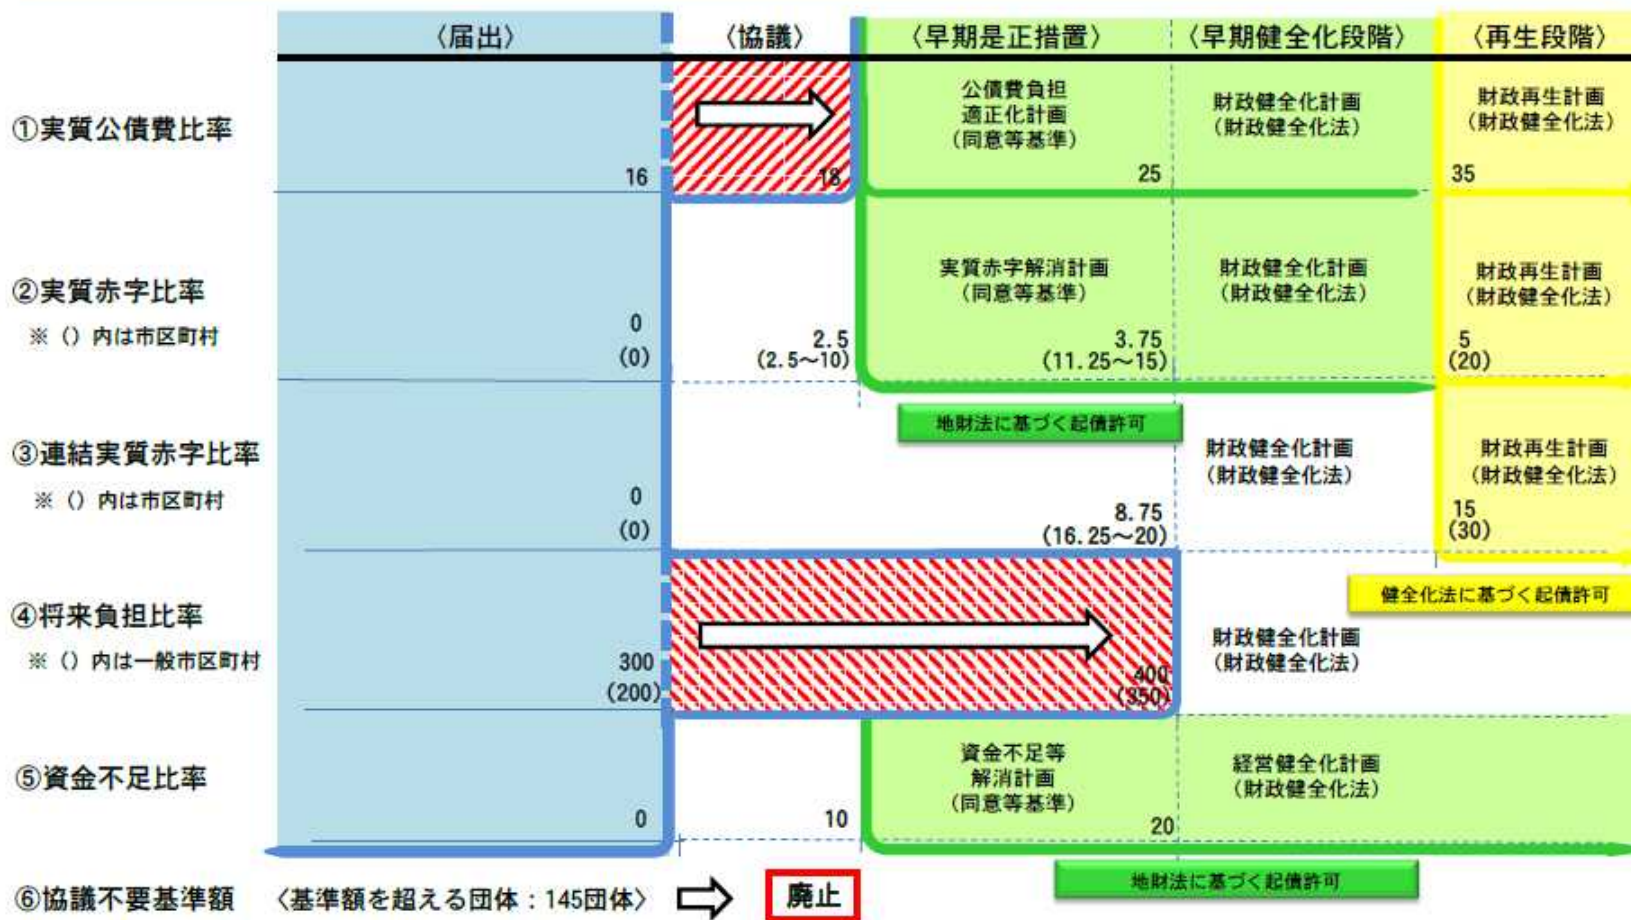 〈届出〉
〈協議〉
〈早期是正措置〉
〈早期健全化段階〉
〈再生段階〉
①実質公債費比率
16
18
公債費負担
適正化計画
(同意等基準)
25
財政健全化計画
(財政健全化法)
財政再生計画
(財政健全化法)
35
②実質赤字比率
※ () 内は市区町村
0
(0)
2.5
(2.5～10)
実質赤字解消計画
(同意等基準)
3.75
(11.25～15)
財政健全化計画
(財政健全化法)
財政再生計画
(財政健全化法)
5
(20)
地財法に基づく起債許可
③連結実質赤字比率
※ () 内は市区町村
0
(0)
8.75
(16.25～20)
財政健全化計画
(財政健全化法)
財政再生計画
(財政健全化法)
15
(30)
健全化法に基づく起債許可
④将来負担比率
※ () 内は一般市区町村
300
(200)
400
(350)
財政健全化計画
(財政健全化法)
⑤資金不足比率
0
10
資金不足等
解消計画
(同意等基準)
20
経営健全化計画
(財政健全化法)
地財法に基づく起債許可
⑥協議不要基準額 〈基準額を超える団体：145団体〉 廃止